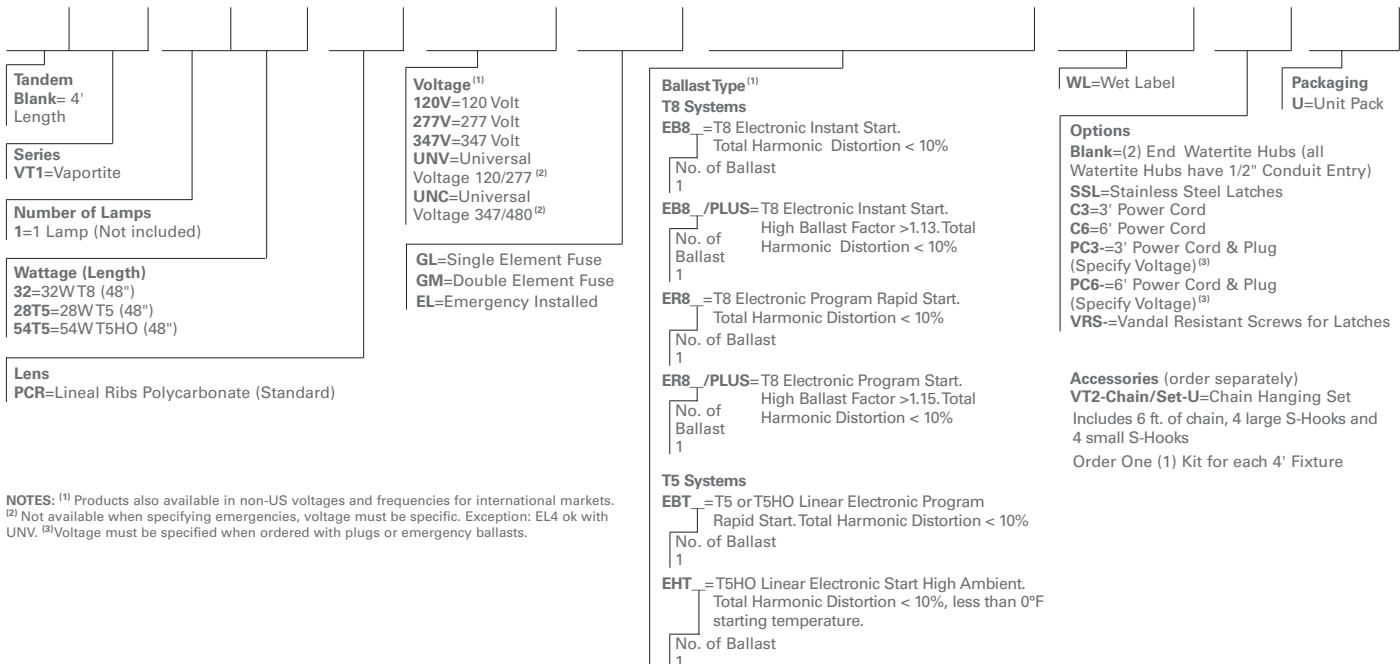 Tandem
Blank= 4'
Length
Series
VT1=Vaportite
Number of Lamps
1=1 Lamp (Not included)
Wattage (Length)
32=32W T8 (48")
28T5=28W T5 (48")
54T5=54W T5HO (48")
Lens
PCR=Lineal Ribs Polycarbonate (Standard)
Voltage (1)
120V=120 Volt
277V=277 Volt
347V=347 Volt
UNV=Universal
Voltage 120/277 (2)
UNC=Universal
Voltage 347/480 (2)
GL=Single Element Fuse
GM=Double Element Fuse
EL=Emergency Installed
Ballast Type (1)
T8 Systems
EB8_=T8 Electronic Instant Start.
Total Harmonic Distortion < 10%
No. of Ballast
1
EB8_/PLUS=T8 Electronic Instant Start.
High Ballast Factor >1.13. Total
Harmonic Distortion < 10%
No. of
Ballast
1
ER8_=T8 Electronic Program Rapid Start.
Total Harmonic Distortion < 10%
No. of Ballast
1
ER8_/PLUS=T8 Electronic Program Start.
High Ballast Factor >1.15. Total
Harmonic Distortion < 10%
No. of
Ballast
1
T5 Systems
EBT_=T5 or T5HO Linear Electronic Program
Rapid Start. Total Harmonic Distortion < 10%
No. of Ballast
1
EHT_=T5HO Linear Electronic Start High Ambient.
Total Harmonic Distortion < 10%, less than 0°F
starting temperature.
No. of Ballast
1
WL=Wet Label
Options
Blank=(2) End Watertite Hubs (all
Watertite Hubs have 1/2" Conduit Entry)
SSL=Stainless Steel Latches
C3=3' Power Cord
C6=6' Power Cord
PC3-=3' Power Cord & Plug
(Specify Voltage) (3)
PC6-=6' Power Cord & Plug
(Specify Voltage) (3)
VRS-=Vandal Resistant Screws for Latches
Packaging
U=Unit Pack
Accessories (order separately)
VT2-Chain/Set-U=Chain Hanging Set
Includes 6 ft. of chain, 4 large S-Hooks and
4 small S-Hooks
Order One (1) Kit for each 4' Fixture
NOTES: (1) Products also available in non-US voltages and frequencies for international markets.
(2) Not available when specifying emergencies, voltage must be specific. Exception: EL4 ok with
UNV. (3)Voltage must be specified when ordered with plugs or emergency ballasts.